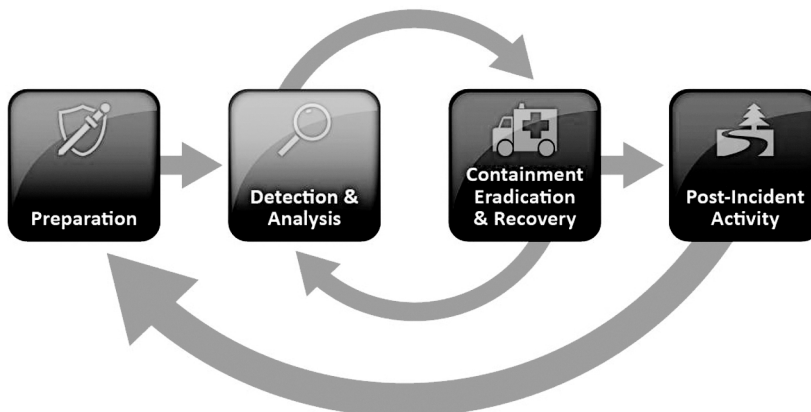 Preparation
Detection &
Analysis
Containment
Eradication
& Recovery
Post-Incident
Activity